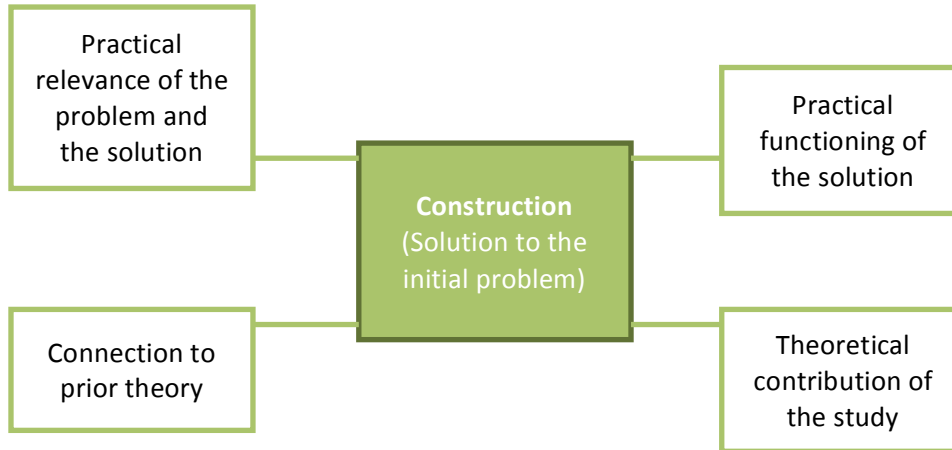 Practical
relevance of the
problem and
the solution
Connection to
prior theory
Construction
(Solution to the
initial problem)
Practical
functioning of
the solution
Theoretical
contribution of
the study